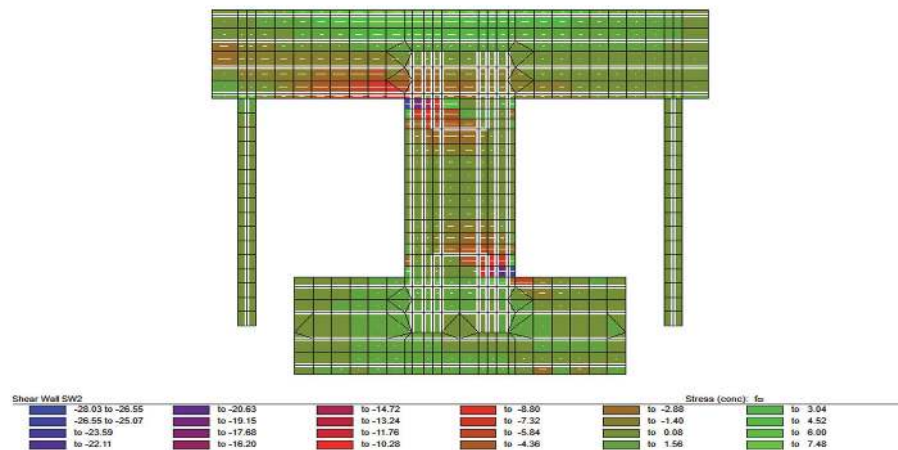 Shear Wall SW2 Stress (conc): fcx
-28.03 to -26.55 to -20.63 to -14.72 to -8.80 to -2.88 to 3.04
-26.55 to -25.07 to -19.15 to -13.24 to -7.32 to -1.40 to 4.52
to -23.59 to -17.68 to -11.76 to -5.84 to 0.08 to 6.00
to -22.11 to -16.20 to -10.28 to -4.36 to 1.56 to 7.48